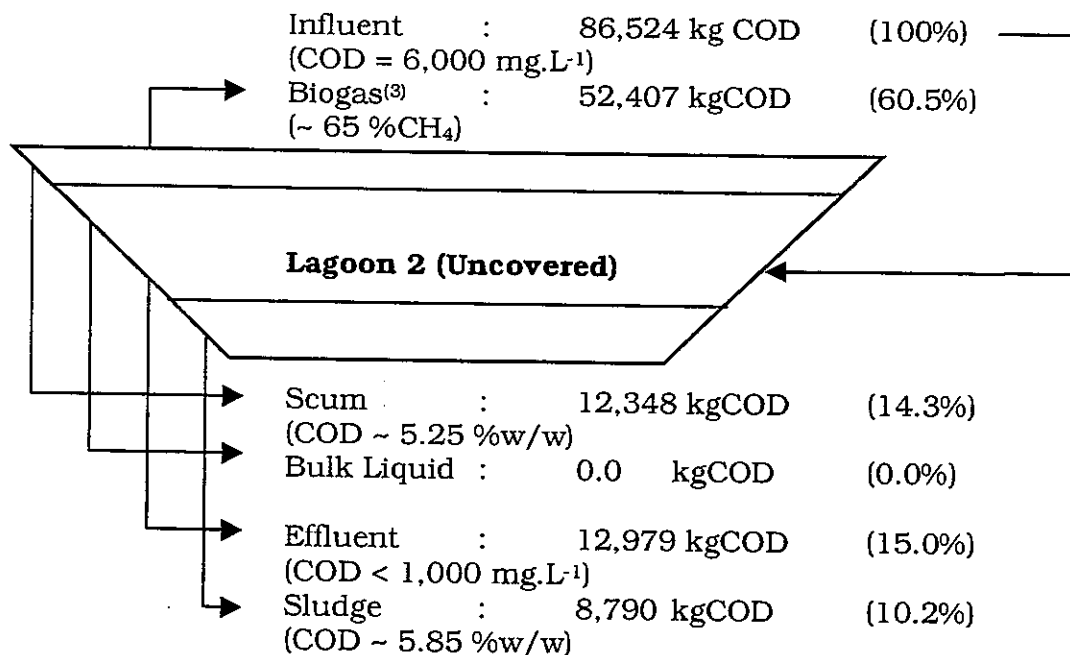 Influent : 86,524 kg COD (100%)
(COD = 6,000 mg.L⁻¹)
Biogas⁽³⁾ : 52,407 kgCOD (60.5%)
(~ 65 %CH₄)
Lagoon 2 (Uncovered)
Scum : 12,348 kgCOD (14.3%)
(COD ~ 5.25 %w/w)
Bulk Liquid : 0.0 kgCOD (0.0%)
Effluent : 12,979 kgCOD (15.0%)
(COD < 1,000 mg.L⁻¹)
Sludge : 8,790 kgCOD (10.2%)
(COD ~ 5.85 %w/w)